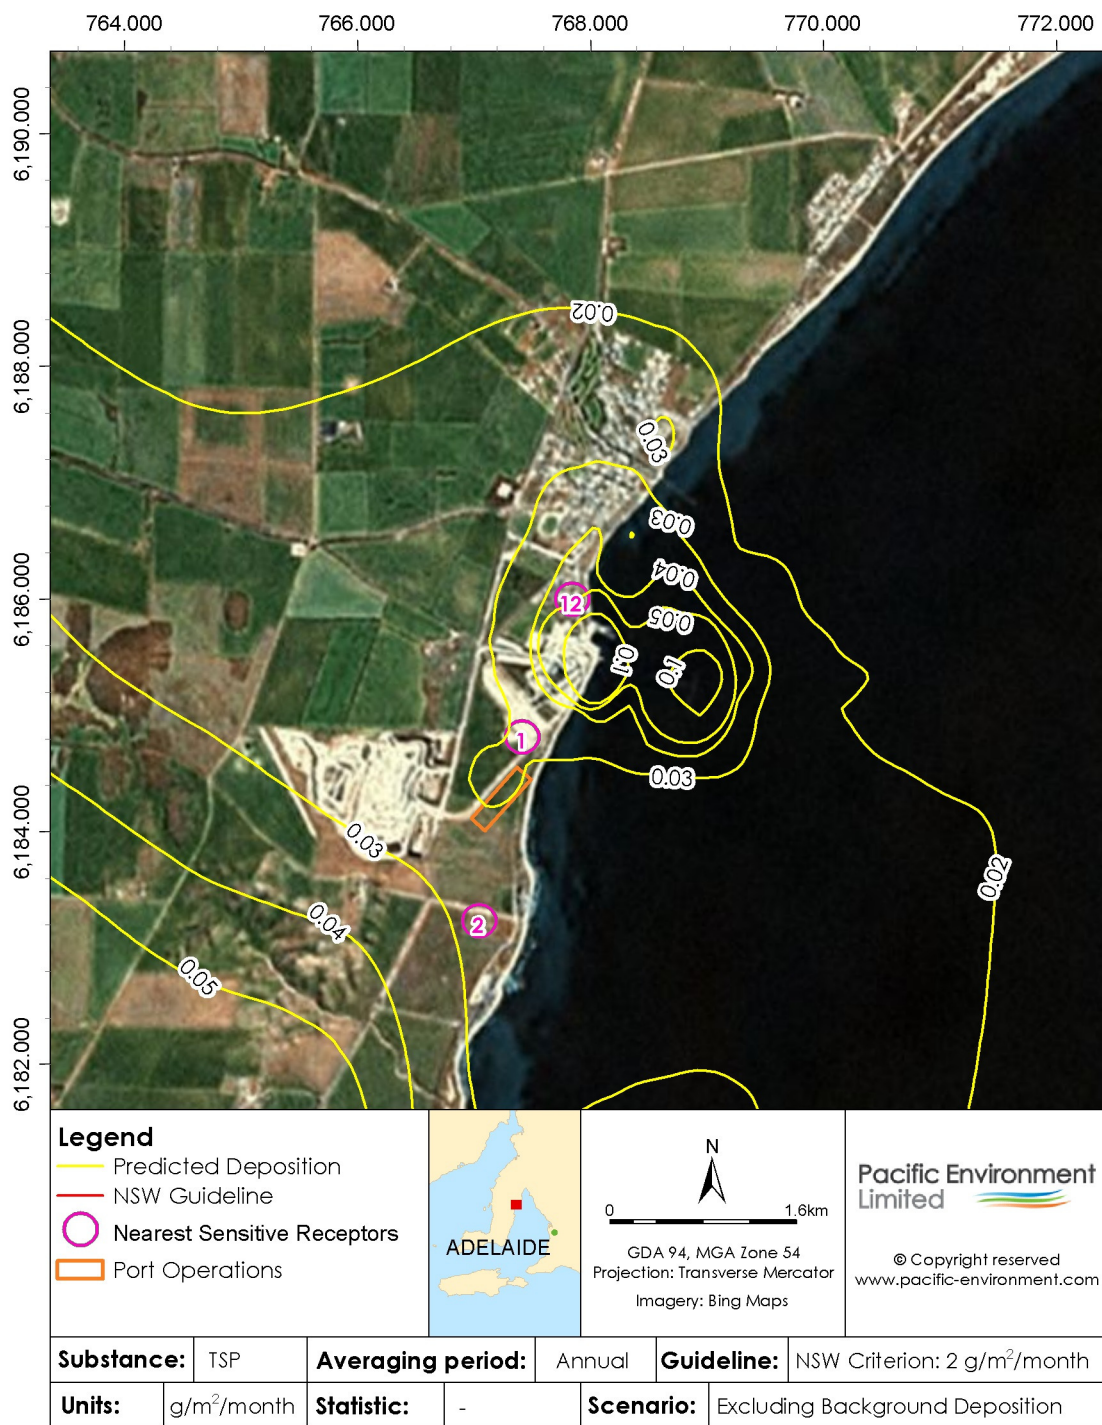 764.000 766.000 768.000 770.000 772.000
6,190.000
6,188.000
6,186.000
6,184.000
6,182.000
0.02
0.03
0.03
0.04
0.05
0.1
0.1
12
1
0.03
0.03
0.02
2
0.04
0.05
Legend
Predicted Deposition
NSW Guideline
Nearest Sensitive Receptors
Port Operations
ADELAIDE
N
0 1.6km
GDA 94, MGA Zone 54
Projection: Transverse Mercator
Imagery: Bing Maps
Pacific Environment
Limited
© Copyright reserved
www.pacific-environment.com
Substance: TSP Averaging period: Annual Guideline: NSW Criterion: 2 g/m²/month
Units: g/m²/month Statistic: - Scenario: Excluding Background Deposition